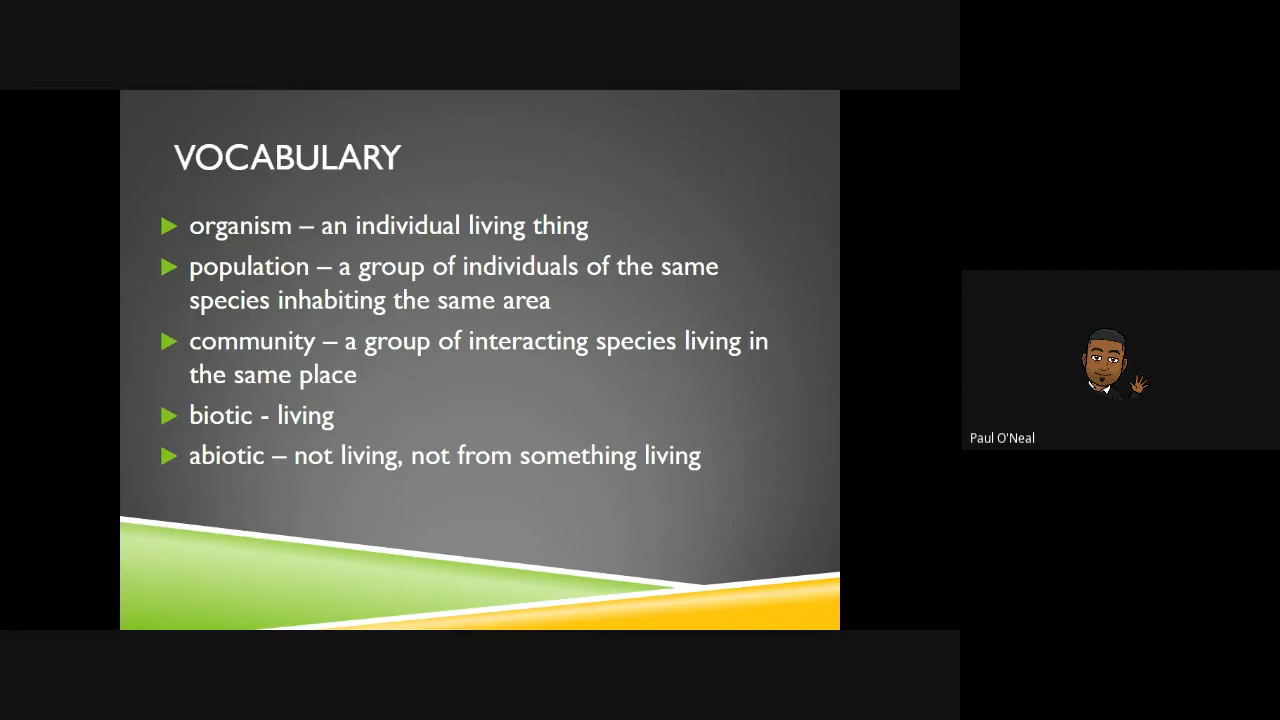 VOCABULARY
organism – an individual living thing
population – a group of individuals of the same
species inhabiting the same area
community – a group of interacting species living in
the same place
biotic - living
abiotic – not living, not from something living
Paul O'Neal